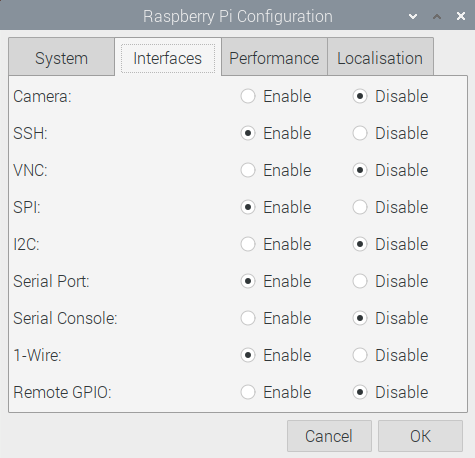 Raspberry Pi Configuration
System Interfaces Performance Localisation
Camera: Enable Disable
SSH: Enable Disable
VNC: Enable Disable
SPI: Enable Disable
I2C: Enable Disable
Serial Port: Enable Disable
Serial Console: Enable Disable
1-Wire: Enable Disable
Remote GPIO: Enable Disable
Cancel OK